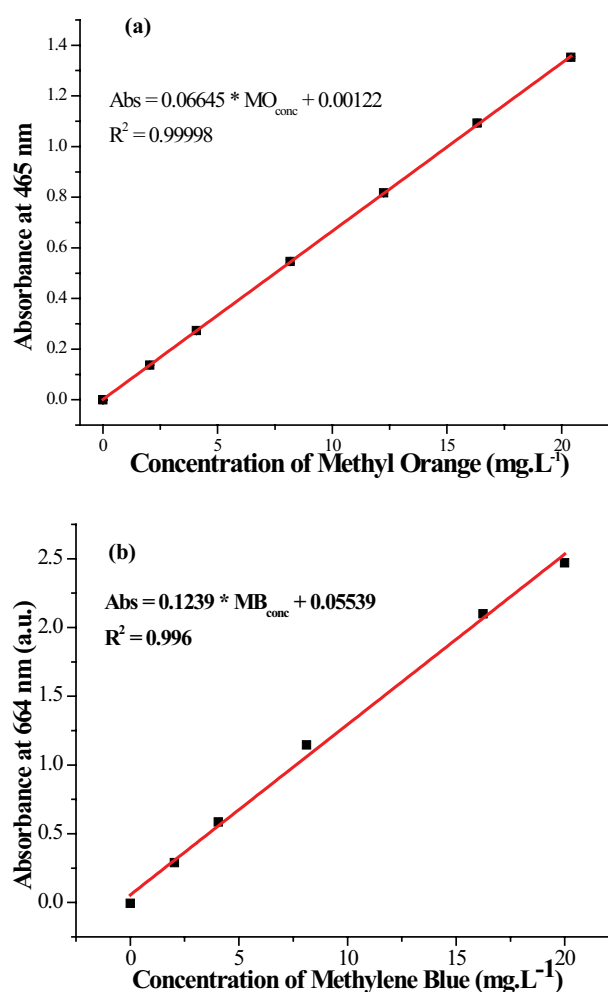 (a)
Abs = 0.06645 * MO_conc + 0.00122
R² = 0.99998
Absorbance at 465 nm
1.4
1.2
1.0
0.8
0.6
0.4
0.2
0.0
0 5 10 15 20
Concentration of Methyl Orange (mg.L⁻¹)
(b)
Abs = 0.1239 * MB_conc + 0.05539
R² = 0.996
Absorbance at 664 nm (a.u.)
2.5
2.0
1.5
1.0
0.5
0.0
0 5 10 15 20
Concentration of Methylene Blue (mg.L⁻¹)